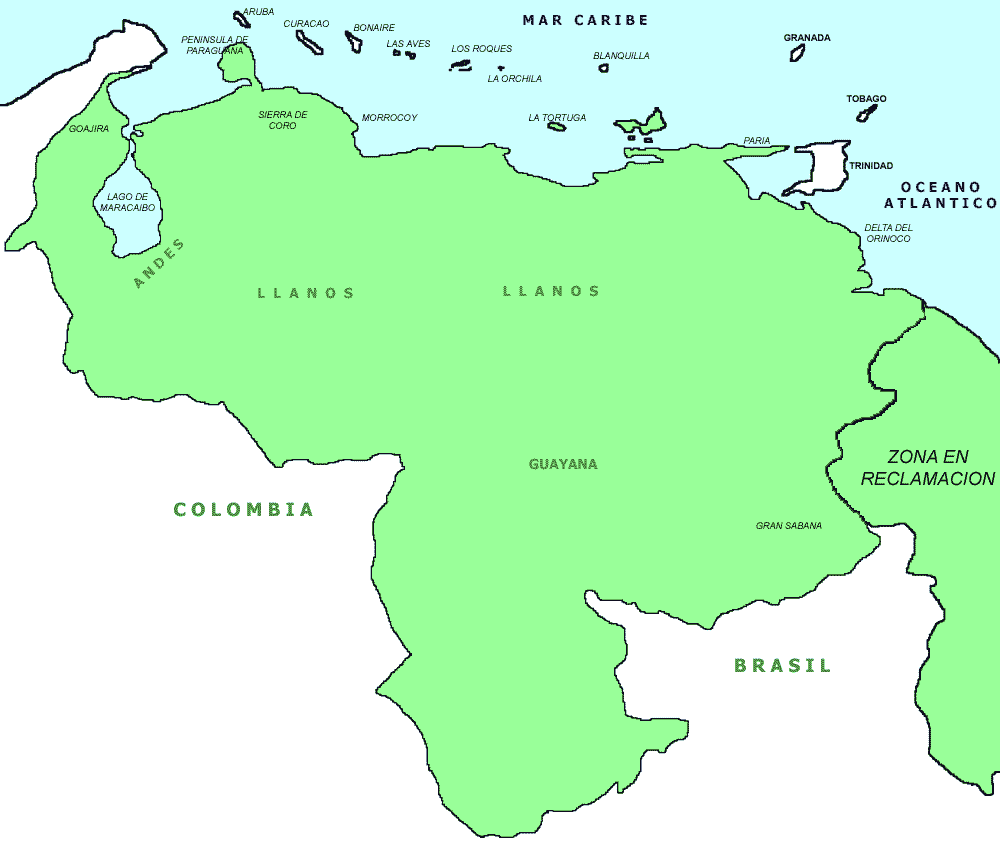 ARUBA
MAR CARIBE
CURACAO
BONAIRE
PENINSULA DE
PARAGUANA
LAS AVES
LOS ROQUES
GRANADA
BLANQUILLA
LA ORCHILA
TOBAGO
SIERRA DE
CORO
MORROCOY
LA TORTUGA
GOAJIRA
PARIA
TRINIDAD
OCEANO
ATLANTICO
LAGO DE
MARACAIBO
DELTA DEL
ORINOCO
ANDES
LLANOS
LLANOS
GUAYANA
ZONA EN
RECLAMACION
COLOMBIA
GRAN SABANA
BRASIL